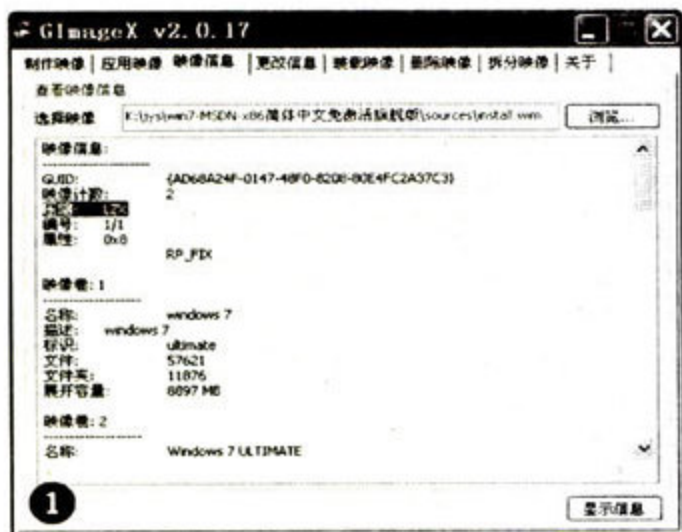 GImageX v2.0.17
制作映像 应用映像 映像信息 更改信息 装载映像 删除映像 拆分映像 关于
查看映像信息
选择映像 K:\sys\win7-MSDN-x86简体中文免激活旗舰版\sources\install.wim 浏览...
映像信息:
--------------------
GUID: {AD68A24F-0147-48F0-8208-80E4FC2A37C3}
映像计数: 2
压缩: LZX
编号: 1/1
属性: 0x8
RP_FIX
映像卷: 1
--------------------
名称: windows 7
描述: windows 7
标识: ultimate
文件: 57621
文件夹: 11876
展开容量: 8897 MB
映像卷: 2
--------------------
名称: Windows 7 ULTIMATE
1
显示信息